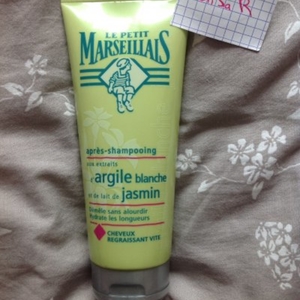 LE PETIT
MARSEILLAIS
après-shampooing
aux extraits
d'argile blanche
et de lait de jasmin
Démêle sans alourdir
Hydrate les longueurs
CHEVEUX
REGRAISSANT VITE